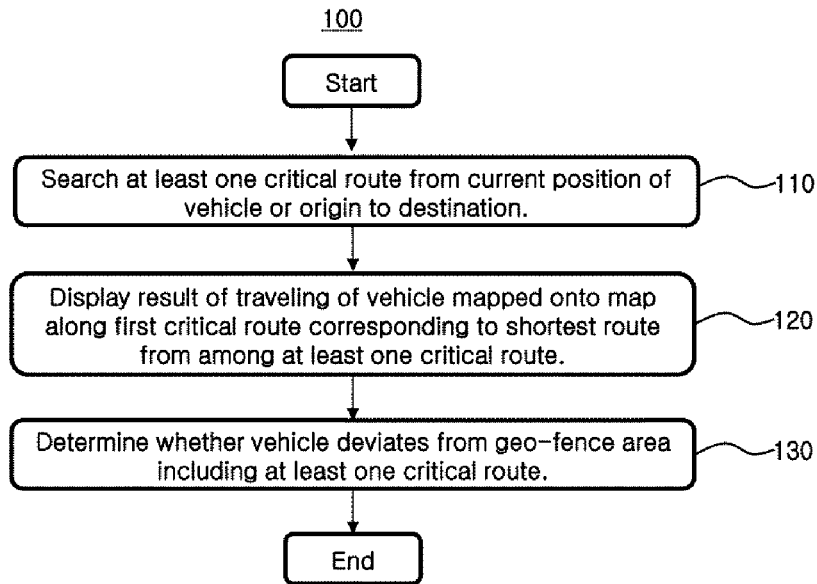 100
Start
Search at least one critical route from current position of
vehicle or origin to destination.
110
Display result of traveling of vehicle mapped onto map
along first critical route corresponding to shortest route
from among at least one critical route.
120
Determine whether vehicle deviates from geo-fence area
including at least one critical route.
130
End